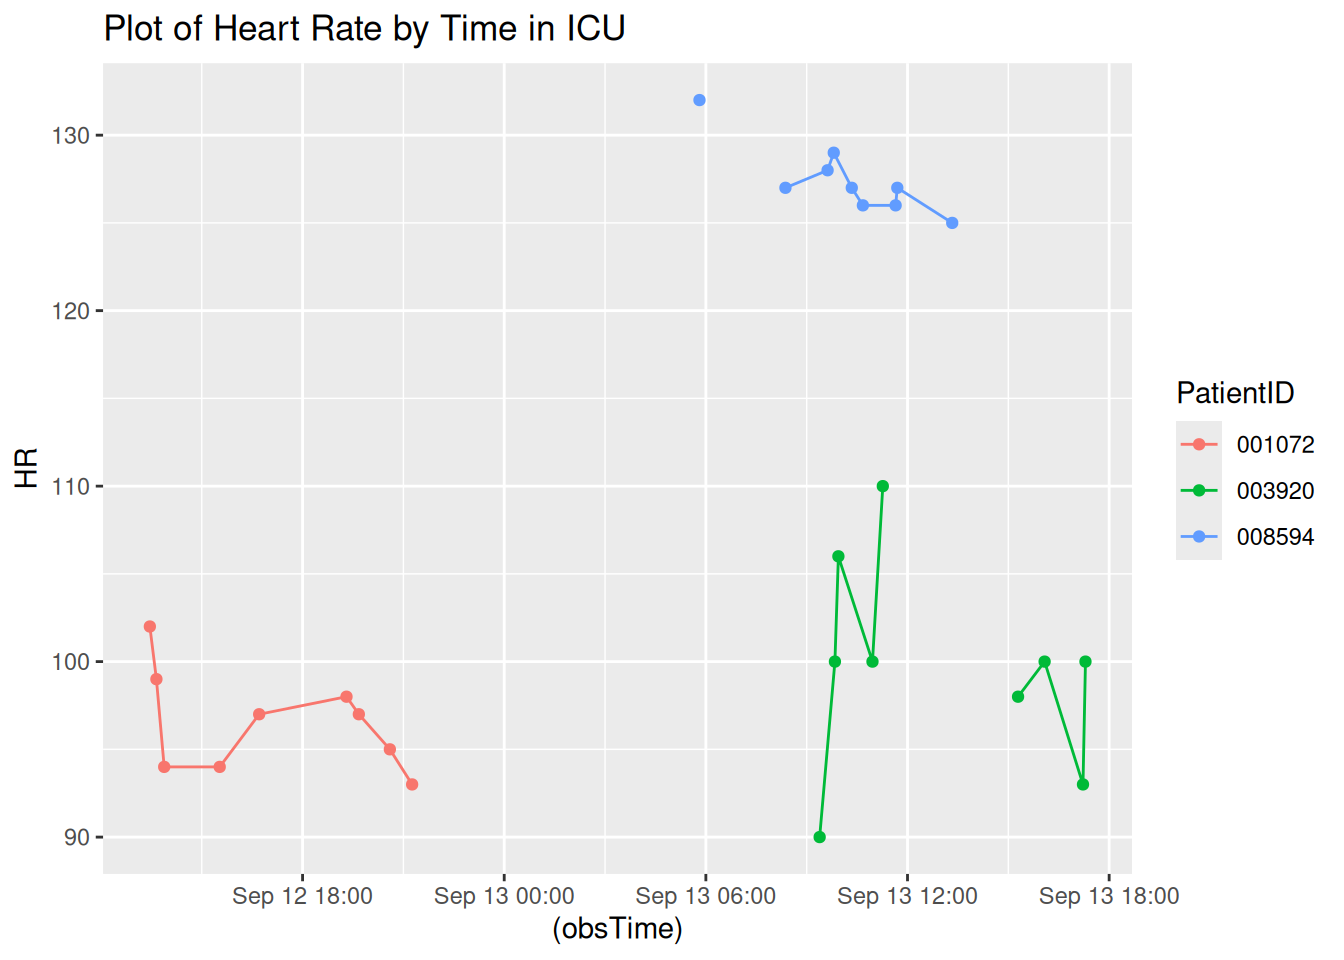 Plot of Heart Rate by Time in ICU
130
120
110
100
90
HR
Sep 12 18:00 Sep 13 00:00 Sep 13 06:00 Sep 13 12:00 Sep 13 18:00
(obsTime)
PatientID
001072
003920
008594